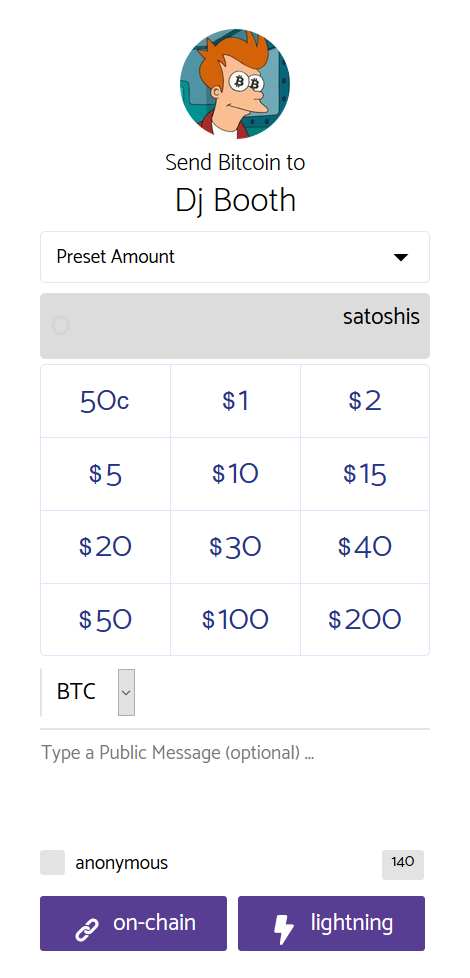 Send Bitcoin to
Dj Booth
Preset Amount
0 satoshis
50c $1 $2
$5 $10 $15
$20 $30 $40
$50 $100 $200
BTC
Type a Public Message (optional) ...
anonymous 140
on-chain lightning